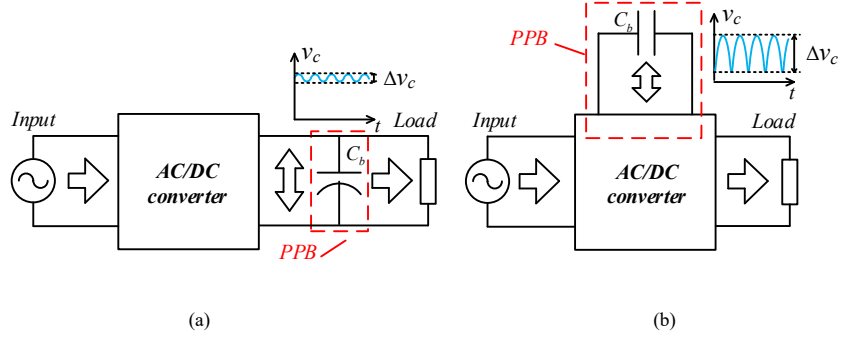 v_c
Δv_c
t
Input
Load
AC/DC
converter
C_b
PPB
(a)
C_b
PPB
v_c
Δv_c
t
Input
Load
AC/DC
converter
(b)